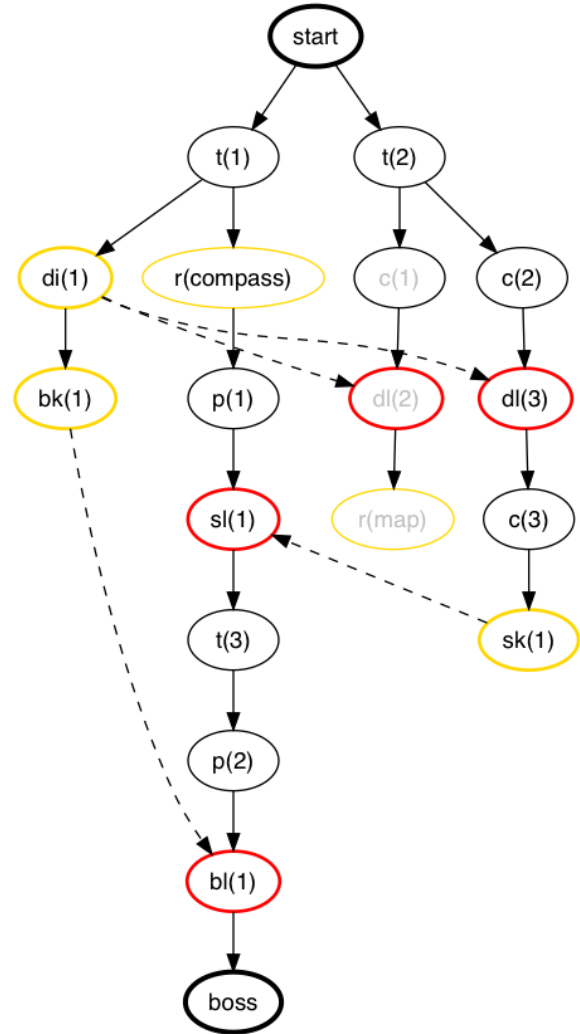 start
t(1)
t(2)
di(1)
r(compass)
c(1)
c(2)
bk(1)
p(1)
dl(2)
dl(3)
sl(1)
r(map)
c(3)
t(3)
sk(1)
p(2)
bl(1)
boss